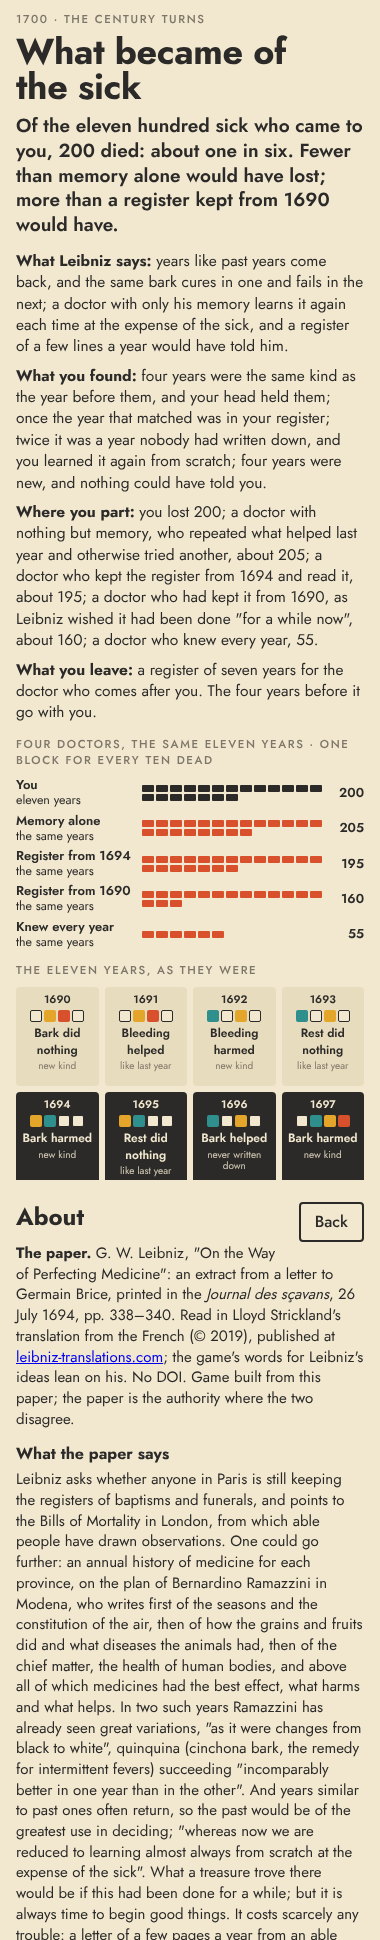 1700 · THE CENTURY TURNS
What became of
the sick
Of the eleven hundred sick who came to
you, 200 died: about one in six. Fewer
than memory alone would have lost;
more than a register kept from 1690
would have.
What Leibniz says: years like past years come
back, and the same bark cures in one and fails in the
next; a doctor with only his memory learns it again
each time at the expense of the sick, and a register
of a few lines a year would have told him.
What you found: four years were the same kind as
the year before them, and your head held them;
once the year that matched was in your register;
twice it was a year nobody had written down, and
you learned it again from scratch; four years were
new, and nothing could have told you.
Where you part: you lost 200; a doctor with
nothing but memory, who repeated what helped last
year and otherwise tried another, about 205; a
doctor who kept the register from 1694 and read it,
about 195; a doctor who had kept it from 1690, as
Leibniz wished it had been done "for a while now",
about 160; a doctor who knew every year, 55.
What you leave: a register of seven years for the
doctor who comes after you. The four years before it
go with you.
FOUR DOCTORS, THE SAME ELEVEN YEARS · ONE
BLOCK FOR EVERY TEN DEAD
You
eleven years
200
Memory alone
the same years
205
Register from 1694
the same years
195
Register from 1690
the same years
160
Knew every year
the same years
55
THE ELEVEN YEARS, AS THEY WERE
1690
Bark did
nothing
new kind
1691
Bleeding
helped
like last year
1692
Bleeding
harmed
new kind
1693
Rest did
nothing
like last year
1694
Bark harmed
new kind
1695
Rest did
nothing
like last year
1696
Bark helped
never written
down
1697
Bark harmed
new kind
About
Back
The paper. G. W. Leibniz, "On the Way
of Perfecting Medicine": an extract from a letter to
Germain Brice, printed in the Journal des sçavans, 26
July 1694, pp. 338–340. Read in Lloyd Strickland's
translation from the French (© 2019), published at
leibniz-translations.com; the game's words for Leibniz's
ideas lean on his. No DOI. Game built from this
paper; the paper is the authority where the two
disagree.
What the paper says
Leibniz asks whether anyone in Paris is still keeping
the registers of baptisms and funerals, and points to
the Bills of Mortality in London, from which able
people have drawn observations. One could go
further: an annual history of medicine for each
province, on the plan of Bernardino Ramazzini in
Modena, who writes first of the seasons and the
constitution of the air, then of how the grains and fruits
did and what diseases the animals had, then of the
chief matter, the health of human bodies, and above
all of which medicines had the best effect, what harms
and what helps. In two such years Ramazzini has
already seen great variations, "as it were changes from
black to white", quinquina (cinchona bark, the remedy
for intermittent fevers) succeeding "incomparably
better in one year than in the other". And years similar
to past ones often return, so the past would be of the
greatest use in deciding; "whereas now we are
reduced to learning almost always from scratch at the
expense of the sick". What a treasure trove there
would be if this had been done for a while; but it is
always time to begin good things. It costs scarcely any
trouble: a letter of a few pages a year from an able